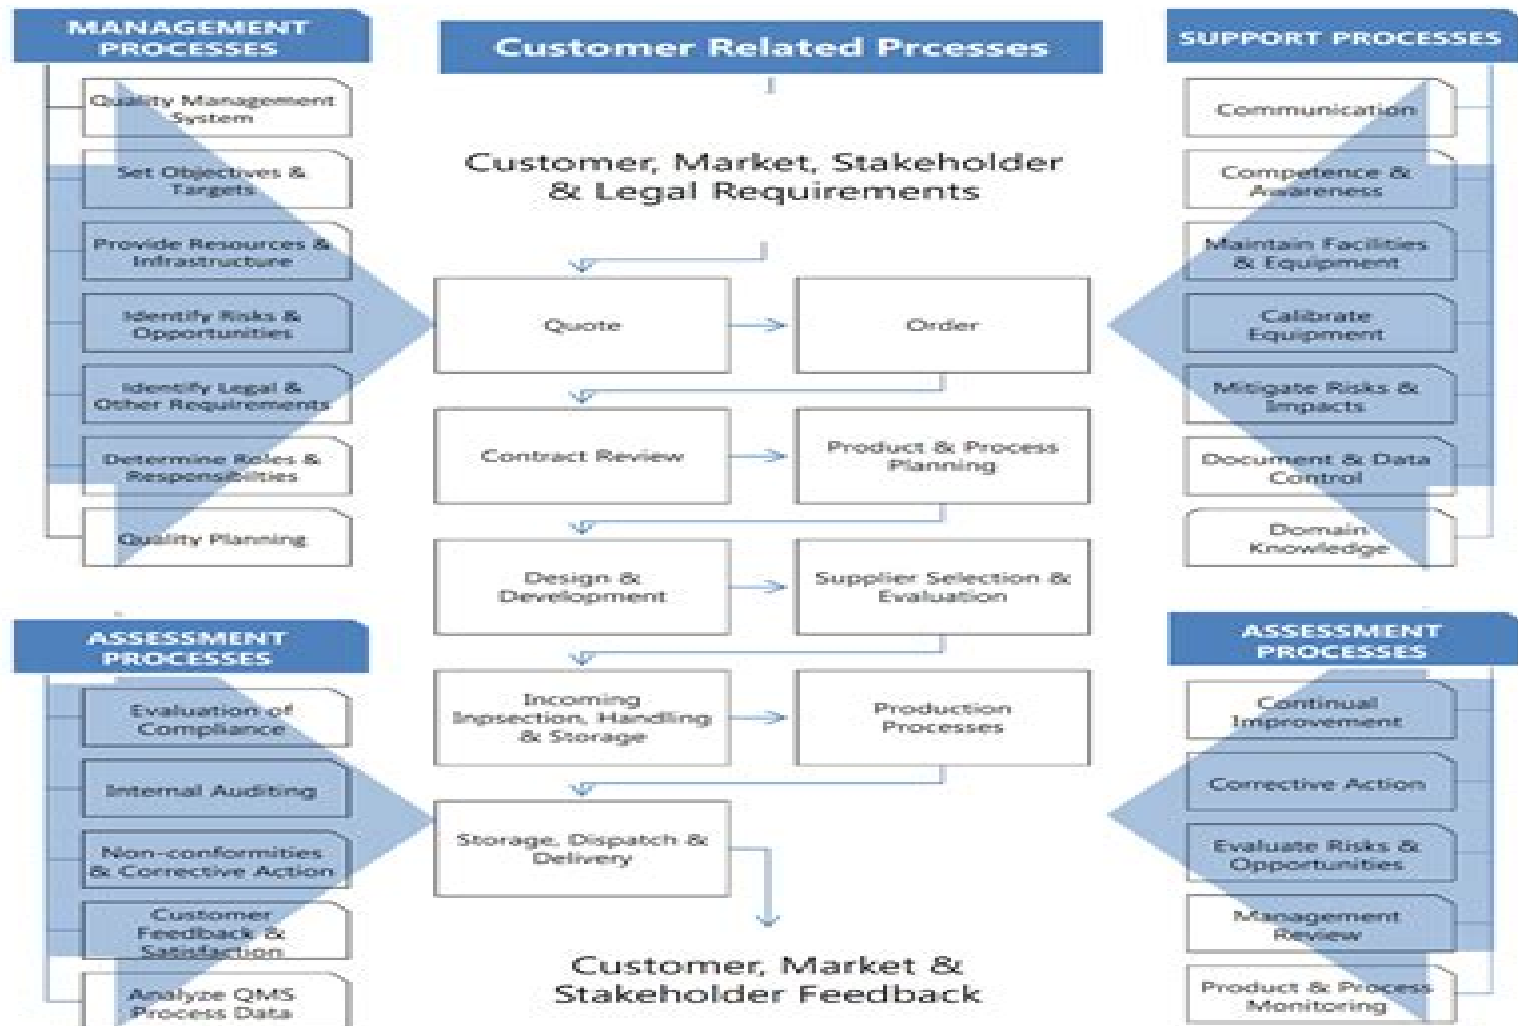 MANAGEMENT
PROCESSES
Quality Management
System
Set Objectives &
Targets
Provide Resources &
Infrastructure
Identify Risks &
Opportunities
Identify Legal &
Other Requirements
Determine Roles &
Responsibilties
Quality Planning
Customer Related Prcesses
Customer, Market, Stakeholder
& Legal Requirements
Quote
Order
Contract Review
Product & Process
Planning
Design &
Development
Supplier Selection &
Evaluation
Incoming
Inpsection, Handling
& Storage
Production
Processes
Storage, Dispatch &
Delivery
Customer, Market &
Stakeholder Feedback
SUPPORT PROCESSES
Communication
Competence &
Awareness
Maintain Facilities
& Equipment
Calibrate
Equipment
Mitigate Risks &
Impacts
Document & Data
Control
Domain
Knowledge
ASSESSMENT
PROCESSES
Evaluation of
Compliance
Internal Auditing
Non-conformities
& Corrective Action
Customer
Feedback &
Satisfaction
Analyze QMS
Process Data
ASSESSMENT
PROCESSES
Continual
Improvement
Corrective Action
Evaluate Risks &
Opportunities
Management
Review
Product & Process
Monitoring